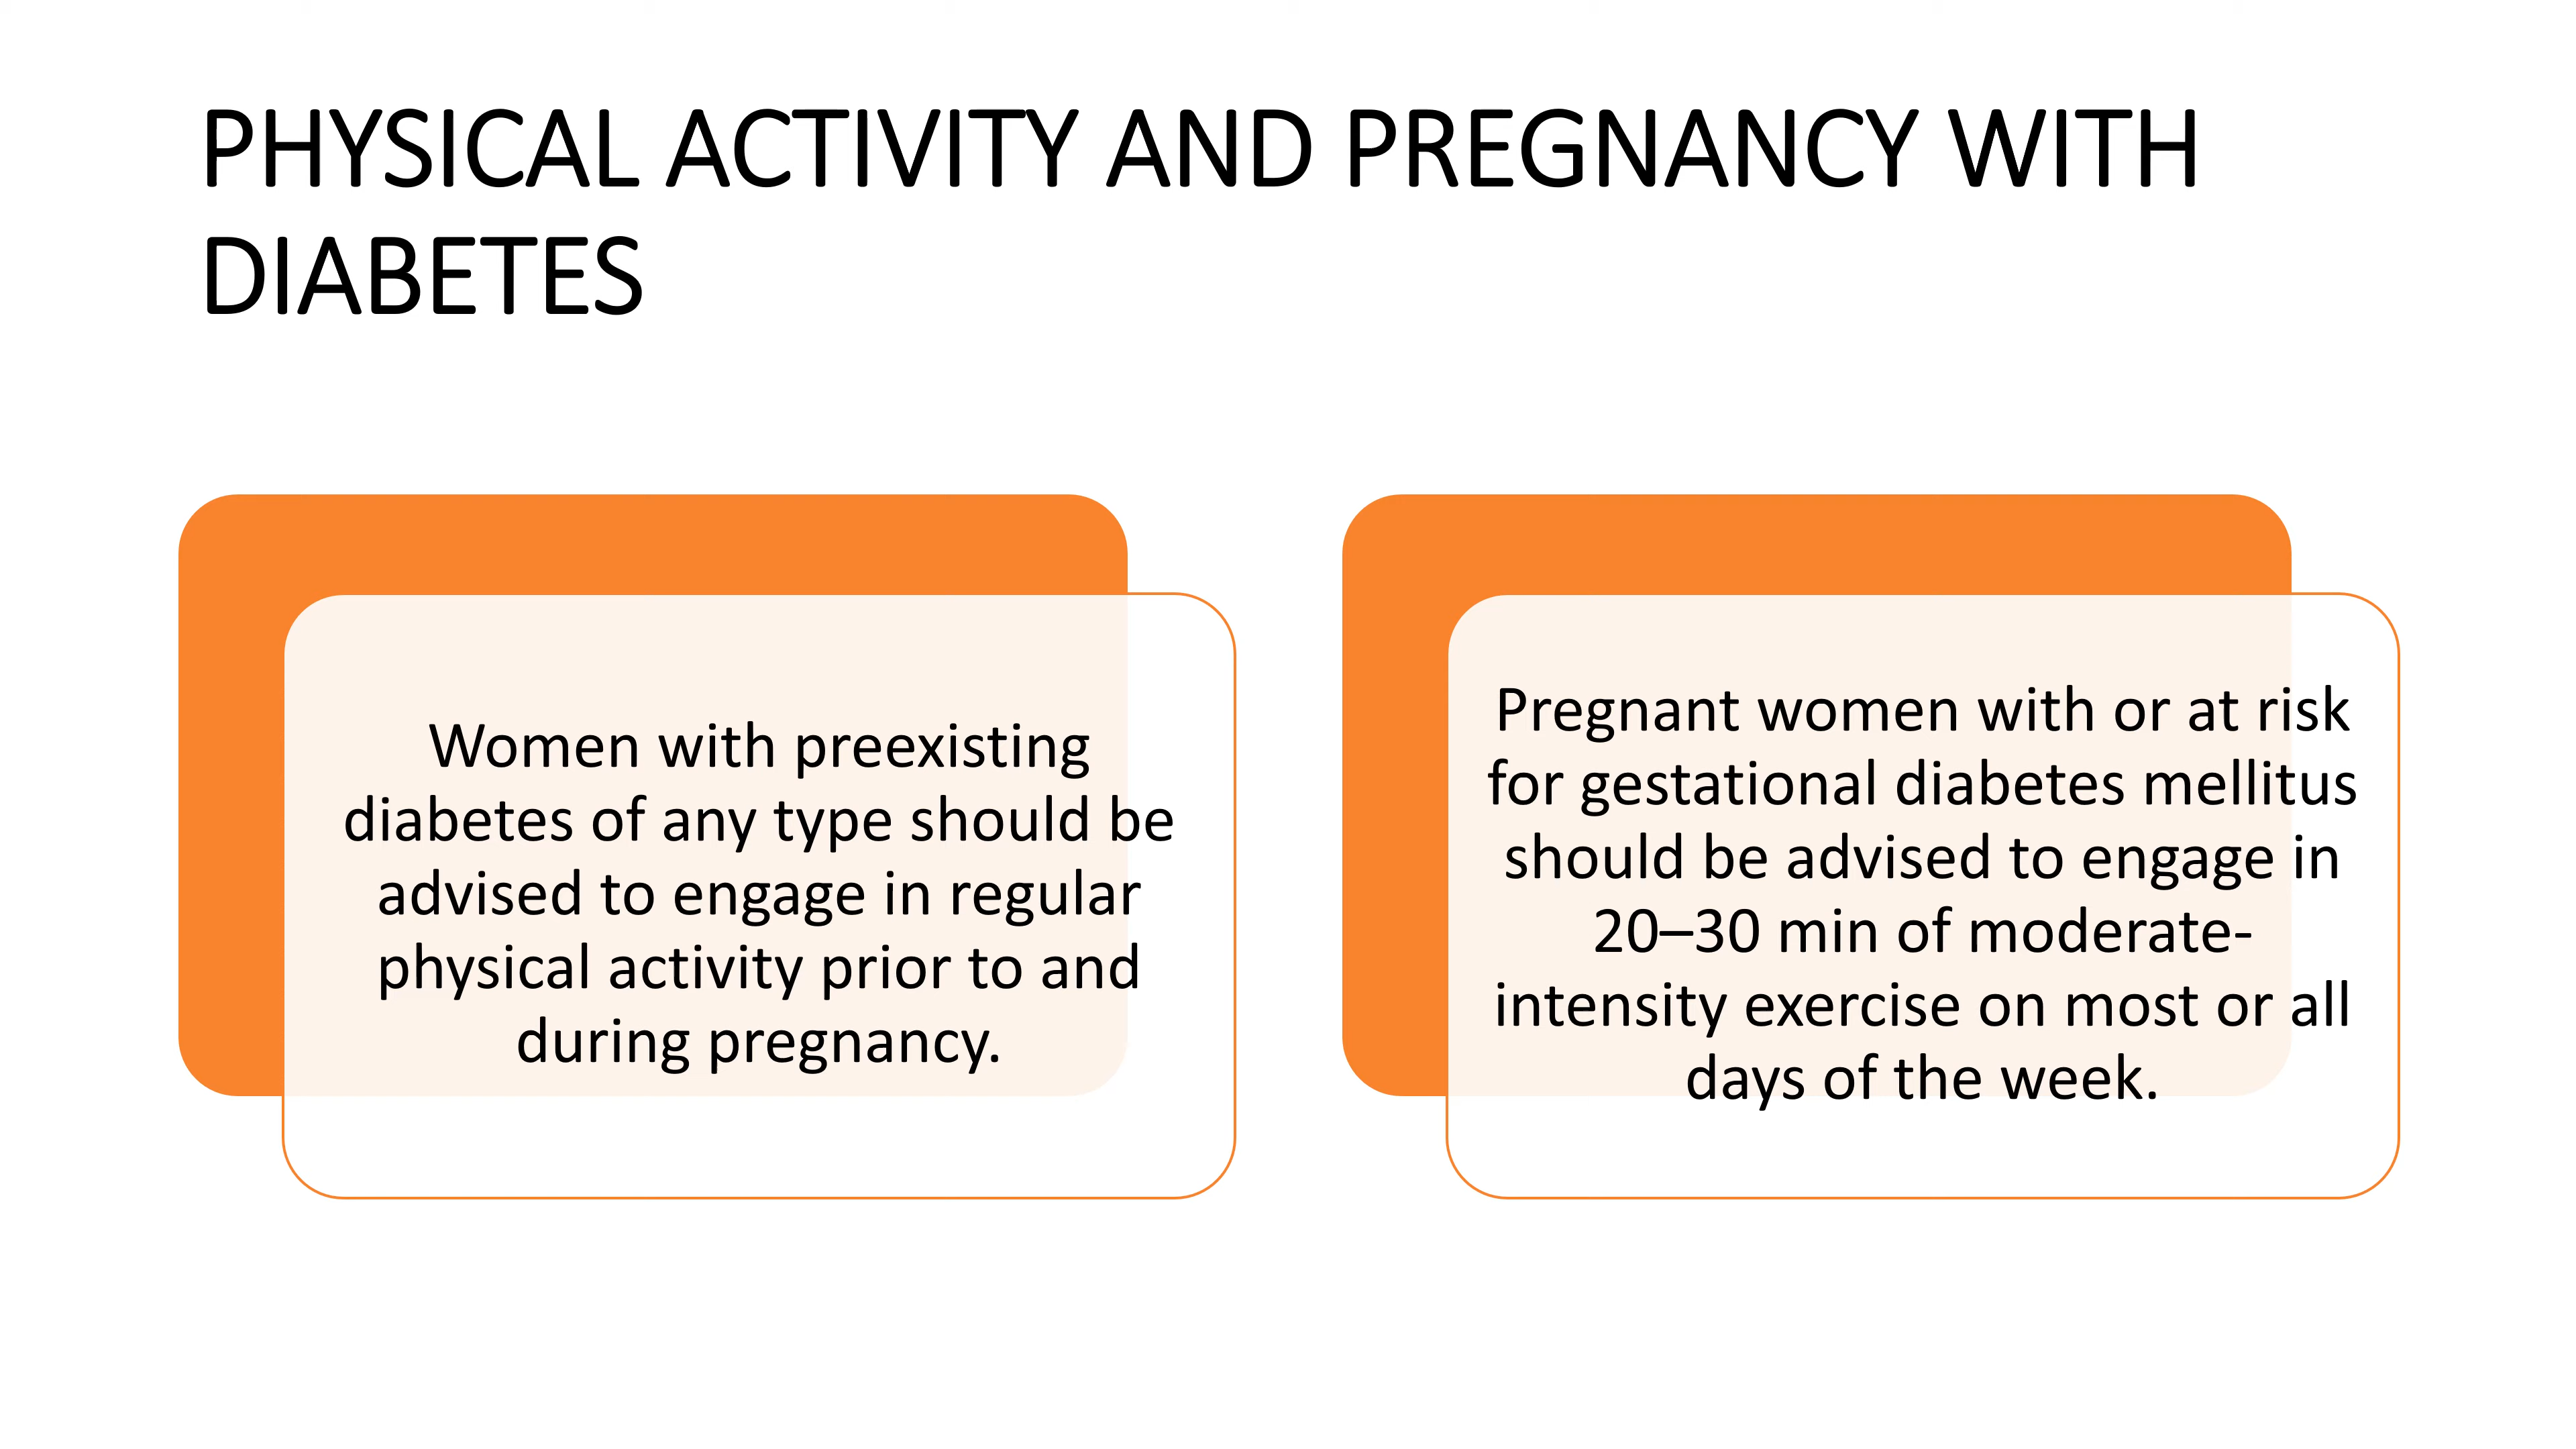 PHYSICAL ACTIVITY AND PREGNANCY WITH
DIABETES
Women with preexisting
diabetes of any type should be
advised to engage in regular
physical activity prior to and
during pregnancy.
Pregnant women with or at risk
for gestational diabetes mellitus
should be advised to engage in
20–30 min of moderate-
intensity exercise on most or all
days of the week.